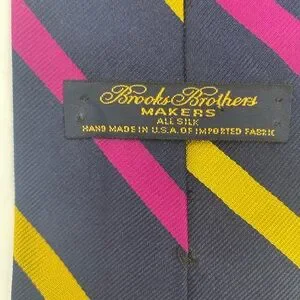 Brooks Brothers
MAKERS
ALL SILK
HAND MADE IN U.S.A. OF IMPORTED FABRIC